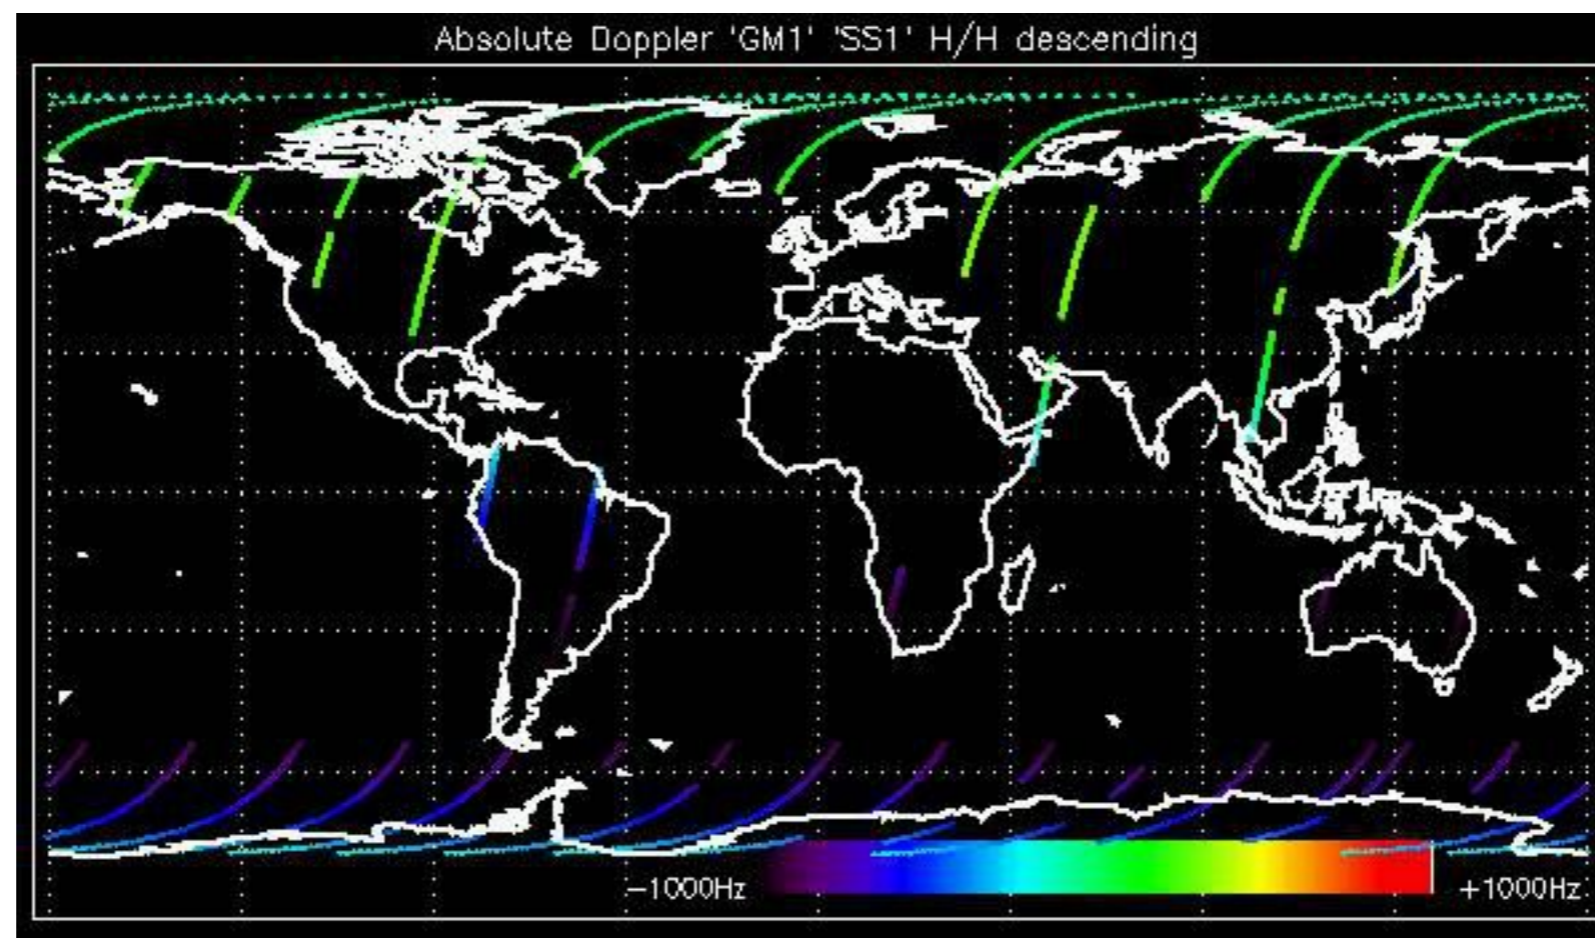 Absolute Doppler 'GM1' 'SS1' H/H descending
−1000Hz
+1000Hz